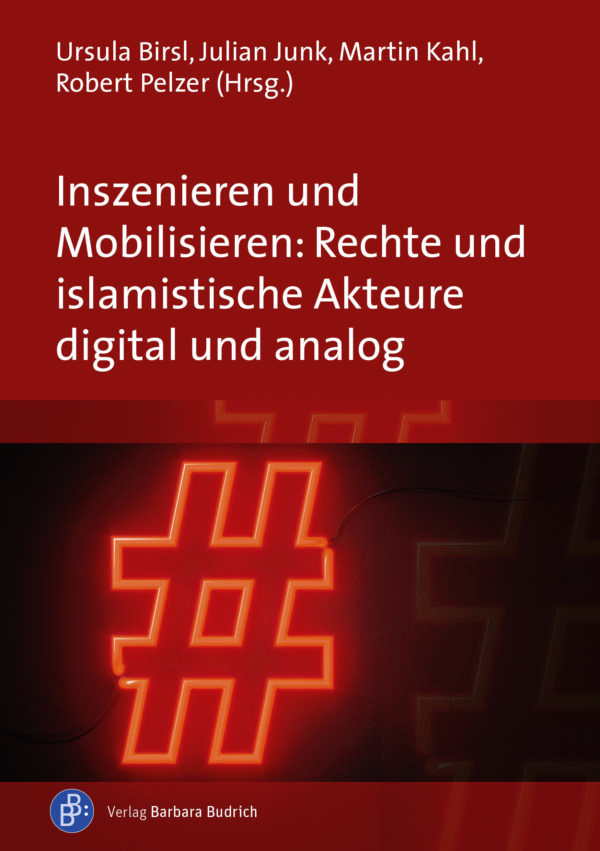 Ursula Birsl, Julian Junk, Martin Kahl,
Robert Pelzer (Hrsg.)
Inszenieren und
Mobilisieren: Rechte und
islamistische Akteure
digital und analog
#
BBB:
Verlag Barbara Budrich